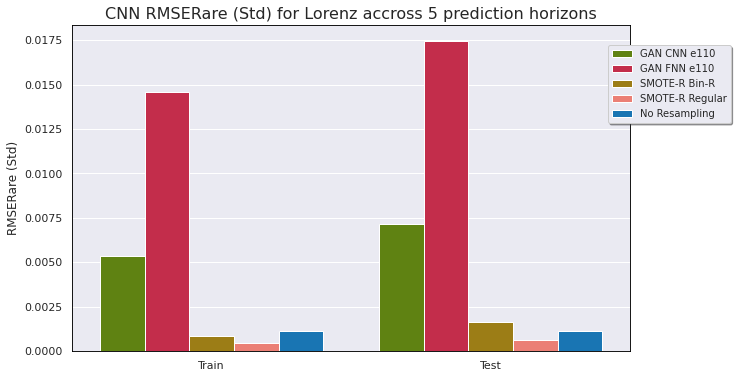 CNN RMSERare (Std) for Lorenz accross 5 prediction horizons
0.0175
0.0150
0.0125
0.0100
0.0075
0.0050
0.0025
0.0000
RMSERare (Std)
Train
Test
GAN CNN e110
GAN FNN e110
SMOTE-R Bin-R
SMOTE-R Regular
No Resampling